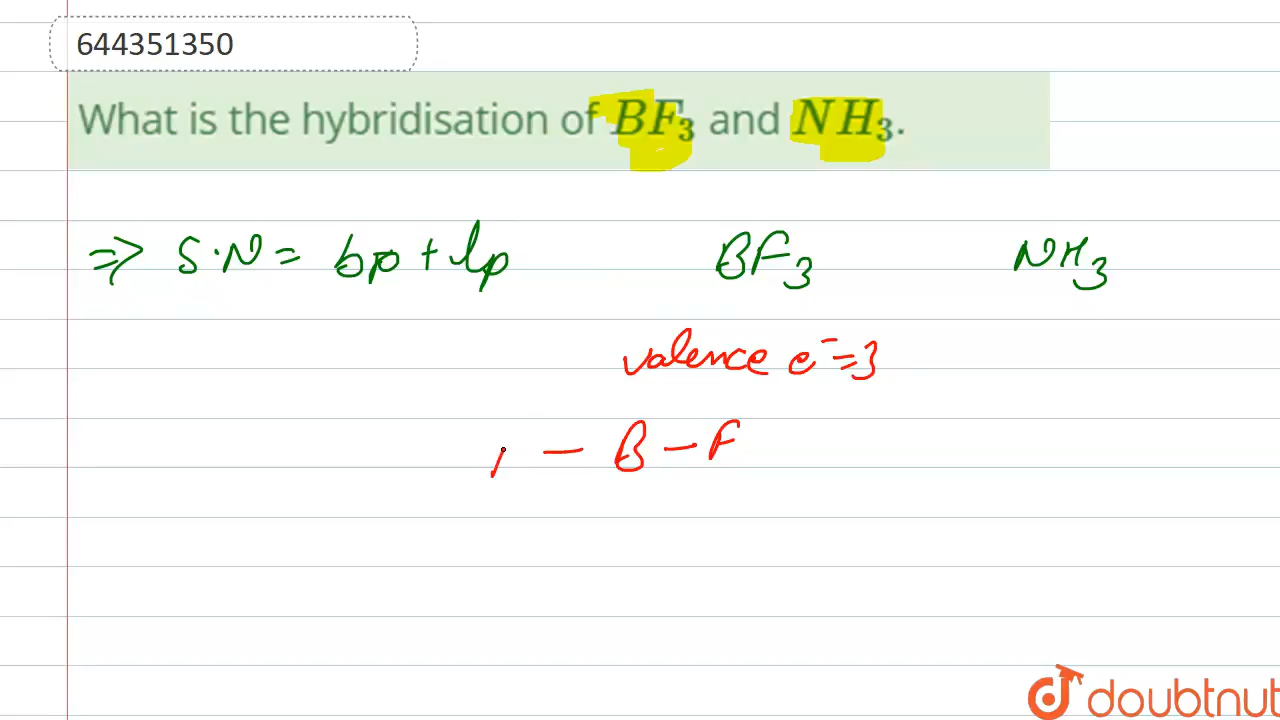 644351350
What is the hybridisation of BF₃ and NH₃.
⇒ S.N = bp + lp BF₃ NH₃
valence e⁻ = 3
— B — F
doubtnut